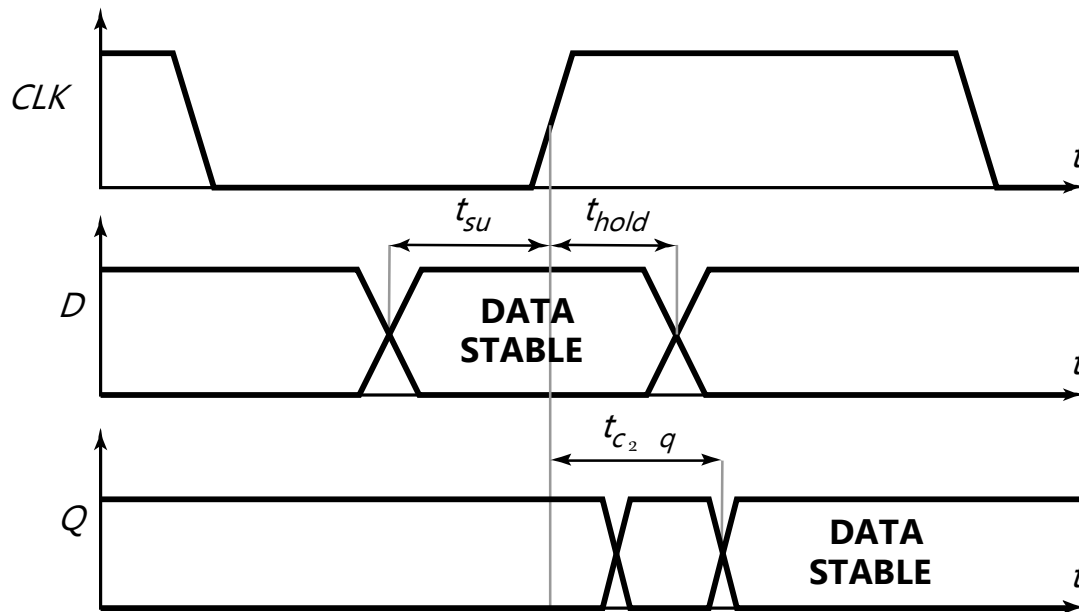 CLK
t
t_su
t_hold
D
DATA
STABLE
t
t_c₂ q
Q
DATA
STABLE
t